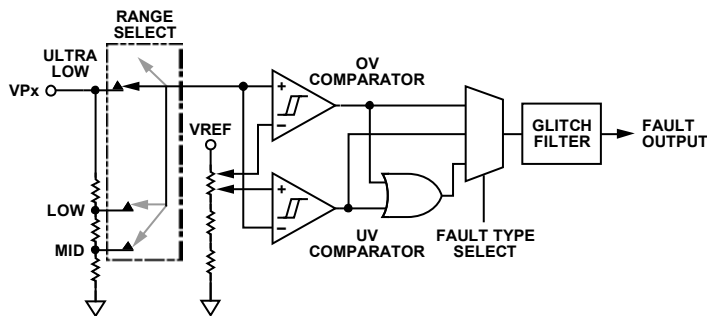 RANGE
SELECT
ULTRA
LOW
VPx
OV
COMPARATOR
+
−
VREF
GLITCH
FILTER
FAULT
OUTPUT
+
−
LOW
MID
UV
COMPARATOR
FAULT TYPE
SELECT